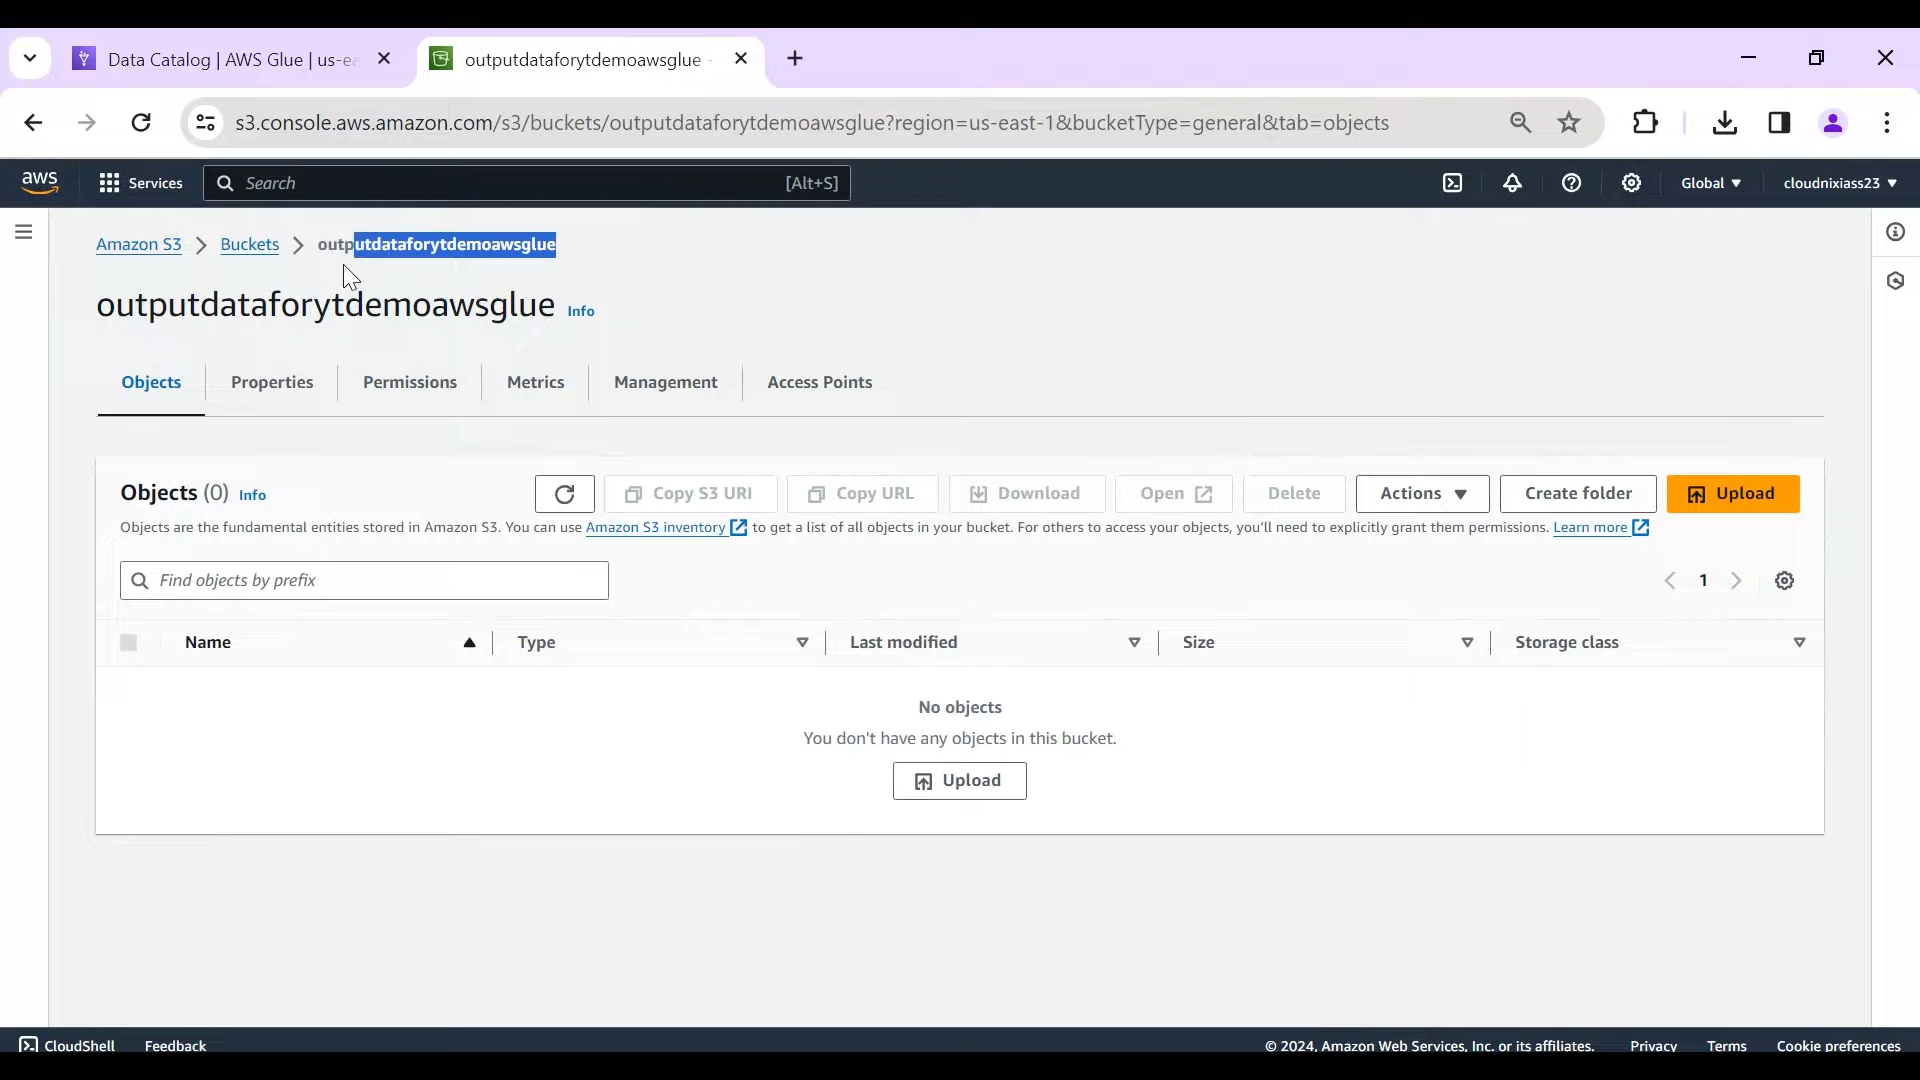 Data Catalog | AWS Glue | us-ea
outputdataforytdemoawsglue -
s3.console.aws.amazon.com/s3/buckets/outputdataforytdemoawsglue?region=us-east-1&bucketType=general&tab=objects
aws Services Search [Alt+S] Global cloudnixiass23
Amazon S3 > Buckets > outputdataforytdemoawsglue
outputdataforytdemoawsglue Info
Objects Properties Permissions Metrics Management Access Points
Objects (0) Info Copy S3 URI Copy URL Download Open Delete Actions Create folder Upload
Objects are the fundamental entities stored in Amazon S3. You can use Amazon S3 inventory to get a list of all objects in your bucket. For others to access your objects, you'll need to explicitly grant them permissions. Learn more
Find objects by prefix 1
Name Type Last modified Size Storage class
No objects
You don't have any objects in this bucket.
Upload
CloudShell Feedback © 2024, Amazon Web Services, Inc. or its affiliates. Privacy Terms Cookie preferences